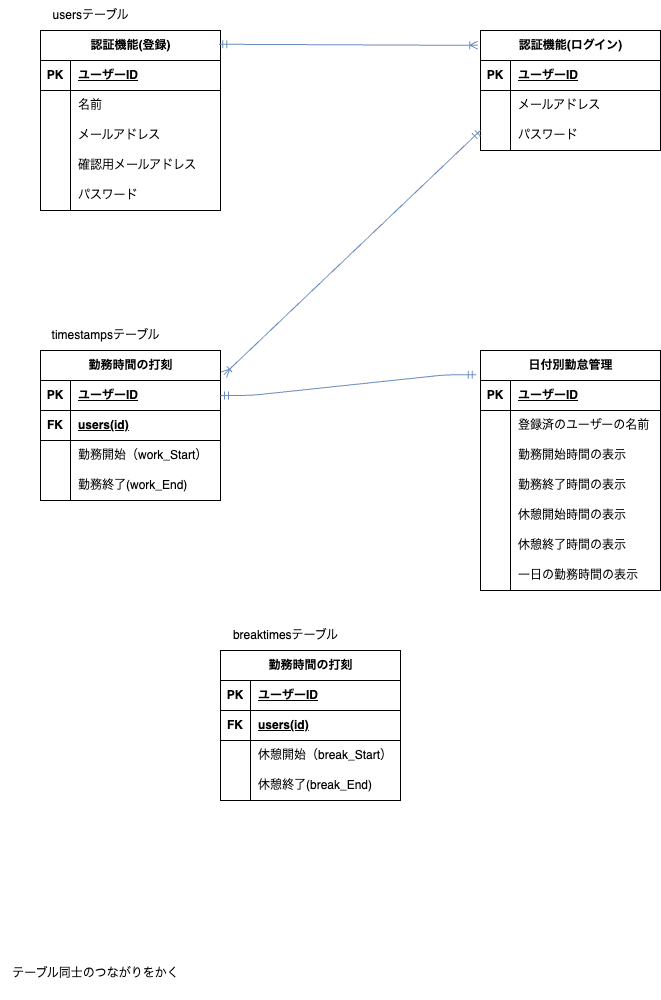 usersテーブル
認証機能(登録)
PK ユーザーID
名前
メールアドレス
確認用メールアドレス
パスワード
認証機能(ログイン)
PK ユーザーID
メールアドレス
パスワード
timestampsテーブル
勤務時間の打刻
PK ユーザーID
FK users(id)
勤務開始（work_Start）
勤務終了(work_End)
日付別勤怠管理
PK ユーザーID
登録済のユーザーの名前
勤務開始時間の表示
勤務終了時間の表示
休憩開始時間の表示
休憩終了時間の表示
一日の勤務時間の表示
breaktimesテーブル
勤務時間の打刻
PK ユーザーID
FK users(id)
休憩開始（break_Start）
休憩終了(break_End)
テーブル同士のつながりをかく